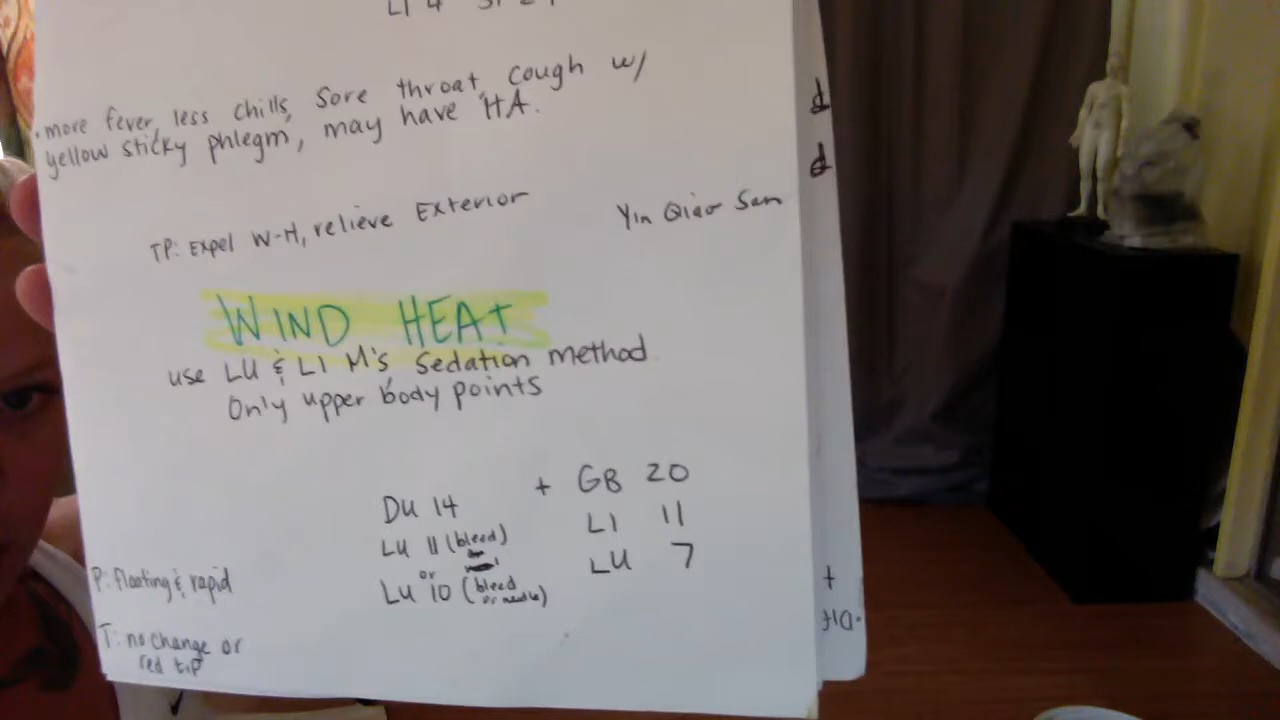 .more fever, less chills, sore throat, cough w/
yellow sticky phlegm, may have HA.
TP: Expel W-H, relieve Exterior
Yin Qiao San
WIND HEAT
use LU & LI M's sedation method
Only upper body points
DU 14
LU 11 (bleed)
or
LU 10 (bleed
or needle)
+ GB 20
LI 11
LU 7
P: floating & rapid
T: no change or
red tip